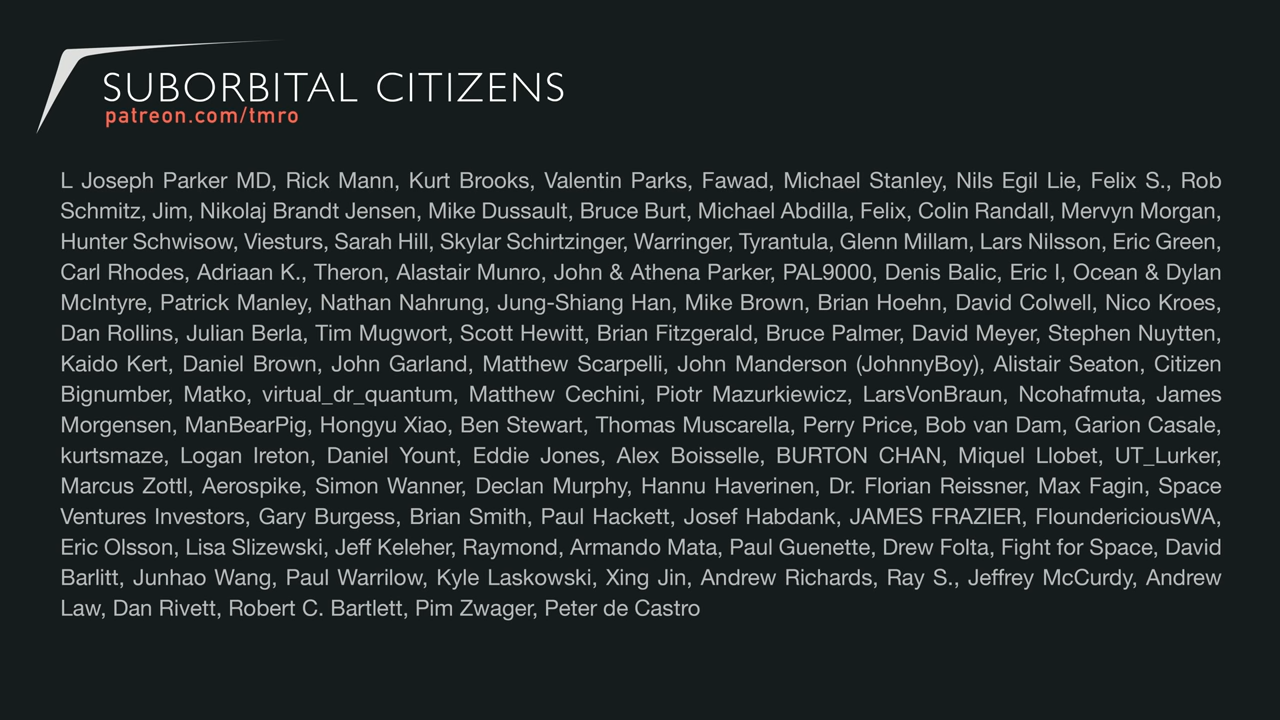 SUBORBITAL CITIZENS
patreon.com/tmro
L Joseph Parker MD, Rick Mann, Kurt Brooks, Valentin Parks, Fawad, Michael Stanley, Nils Egil Lie, Felix S., Rob
Schmitz, Jim, Nikolaj Brandt Jensen, Mike Dussault, Bruce Burt, Michael Abdilla, Felix, Colin Randall, Mervyn Morgan,
Hunter Schwisow, Viesturs, Sarah Hill, Skylar Schirtzinger, Warringer, Tyrantula, Glenn Millam, Lars Nilsson, Eric Green,
Carl Rhodes, Adriaan K., Theron, Alastair Munro, John & Athena Parker, PAL9000, Denis Balic, Eric I, Ocean & Dylan
McIntyre, Patrick Manley, Nathan Nahrung, Jung-Shiang Han, Mike Brown, Brian Hoehn, David Colwell, Nico Kroes,
Dan Rollins, Julian Berla, Tim Mugwort, Scott Hewitt, Brian Fitzgerald, Bruce Palmer, David Meyer, Stephen Nuytten,
Kaido Kert, Daniel Brown, John Garland, Matthew Scarpelli, John Manderson (JohnnyBoy), Alistair Seaton, Citizen
Bignumber, Matko, virtual_dr_quantum, Matthew Cechini, Piotr Mazurkiewicz, LarsVonBraun, Ncohafmuta, James
Morgensen, ManBearPig, Hongyu Xiao, Ben Stewart, Thomas Muscarella, Perry Price, Bob van Dam, Garion Casale,
kurtsmaze, Logan Ireton, Daniel Yount, Eddie Jones, Alex Boisselle, BURTON CHAN, Miquel Llobet, UT_Lurker,
Marcus Zottl, Aerospike, Simon Wanner, Declan Murphy, Hannu Haverinen, Dr. Florian Reissner, Max Fagin, Space
Ventures Investors, Gary Burgess, Brian Smith, Paul Hackett, Josef Habdank, JAMES FRAZIER, FloundericiousWA,
Eric Olsson, Lisa Slizewski, Jeff Keleher, Raymond, Armando Mata, Paul Guenette, Drew Folta, Fight for Space, David
Barlitt, Junhao Wang, Paul Warrilow, Kyle Laskowski, Xing Jin, Andrew Richards, Ray S., Jeffrey McCurdy, Andrew
Law, Dan Rivett, Robert C. Bartlett, Pim Zwager, Peter de Castro